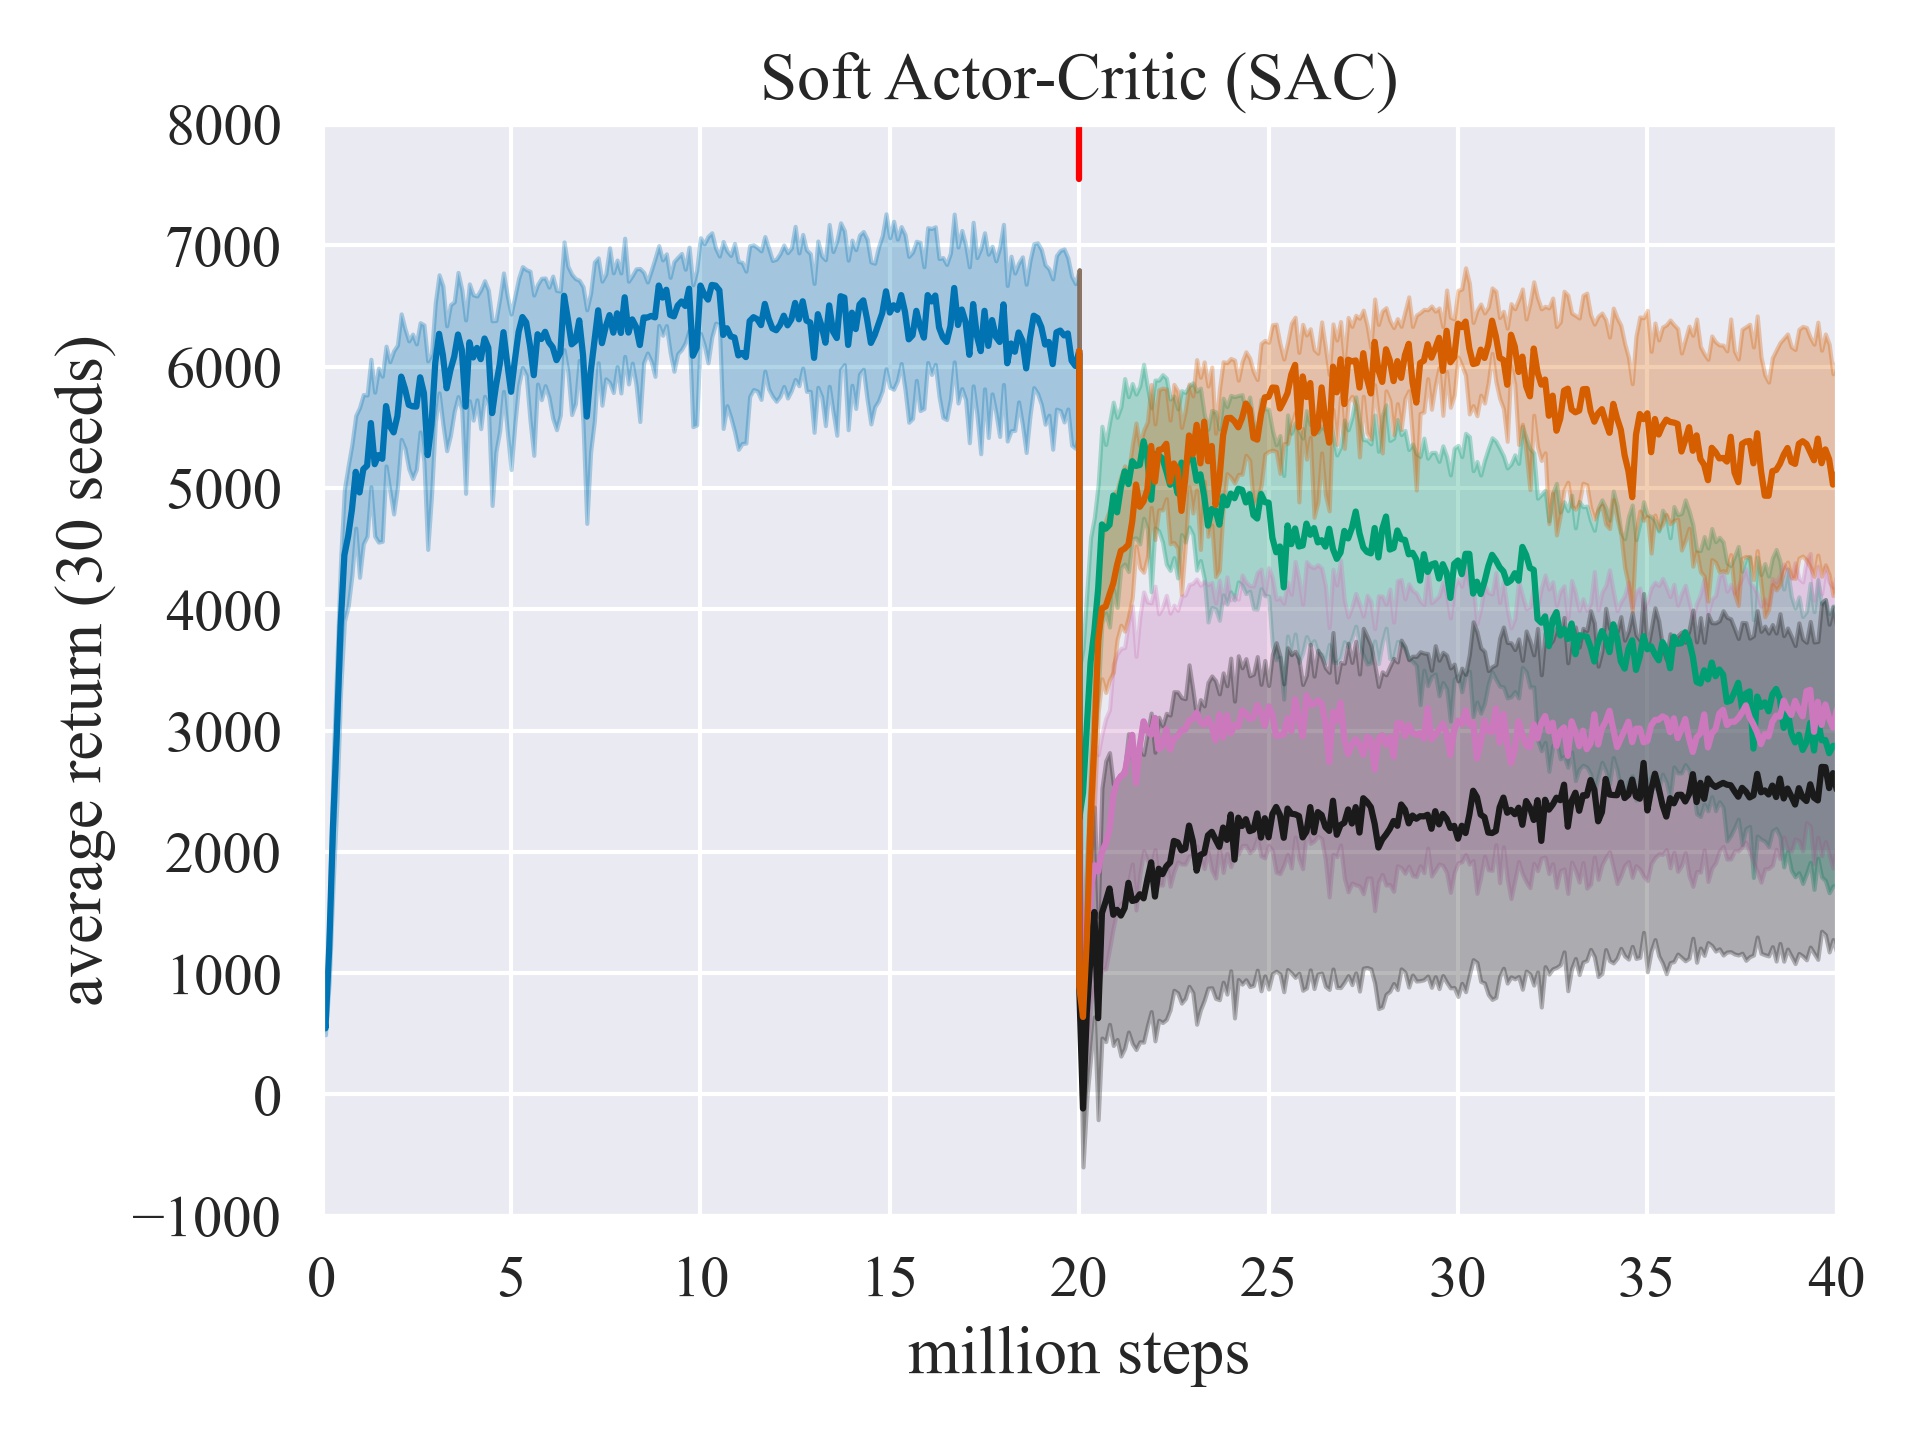 Soft Actor-Critic (SAC)
8000
7000
6000
5000
4000
3000
2000
1000
0
−1000
average return (30 seeds)
0 5 10 15 20 25 30 35 40
million steps